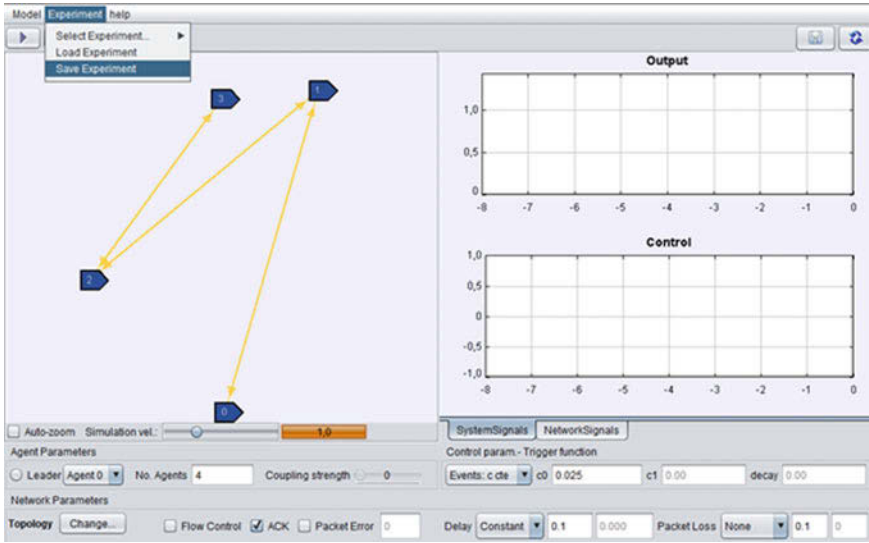 Model Experiment help
Select Experiment...
Load Experiment
Save Experiment
3
1
2
0
Output
1,0
0,5
0
-8 -7 -6 -5 -4 -3 -2 -1 0
Control
1,0
0,5
0
-0,5
-1,0
-8 -7 -6 -5 -4 -3 -2 -1 0
Auto-zoom Simulation vel.: 1,0
SystemSignals NetworkSignals
Agent Parameters
Leader Agent 0 No. Agents 4 Coupling strength 0
Control param.- Trigger function
Events: c cte c0 0.025 c1 0.00 decay 0.00
Network Parameters
Topology Change... Flow Control ACK Packet Error 0
Delay Constant 0.1 0.000 Packet Loss None 0.1 0